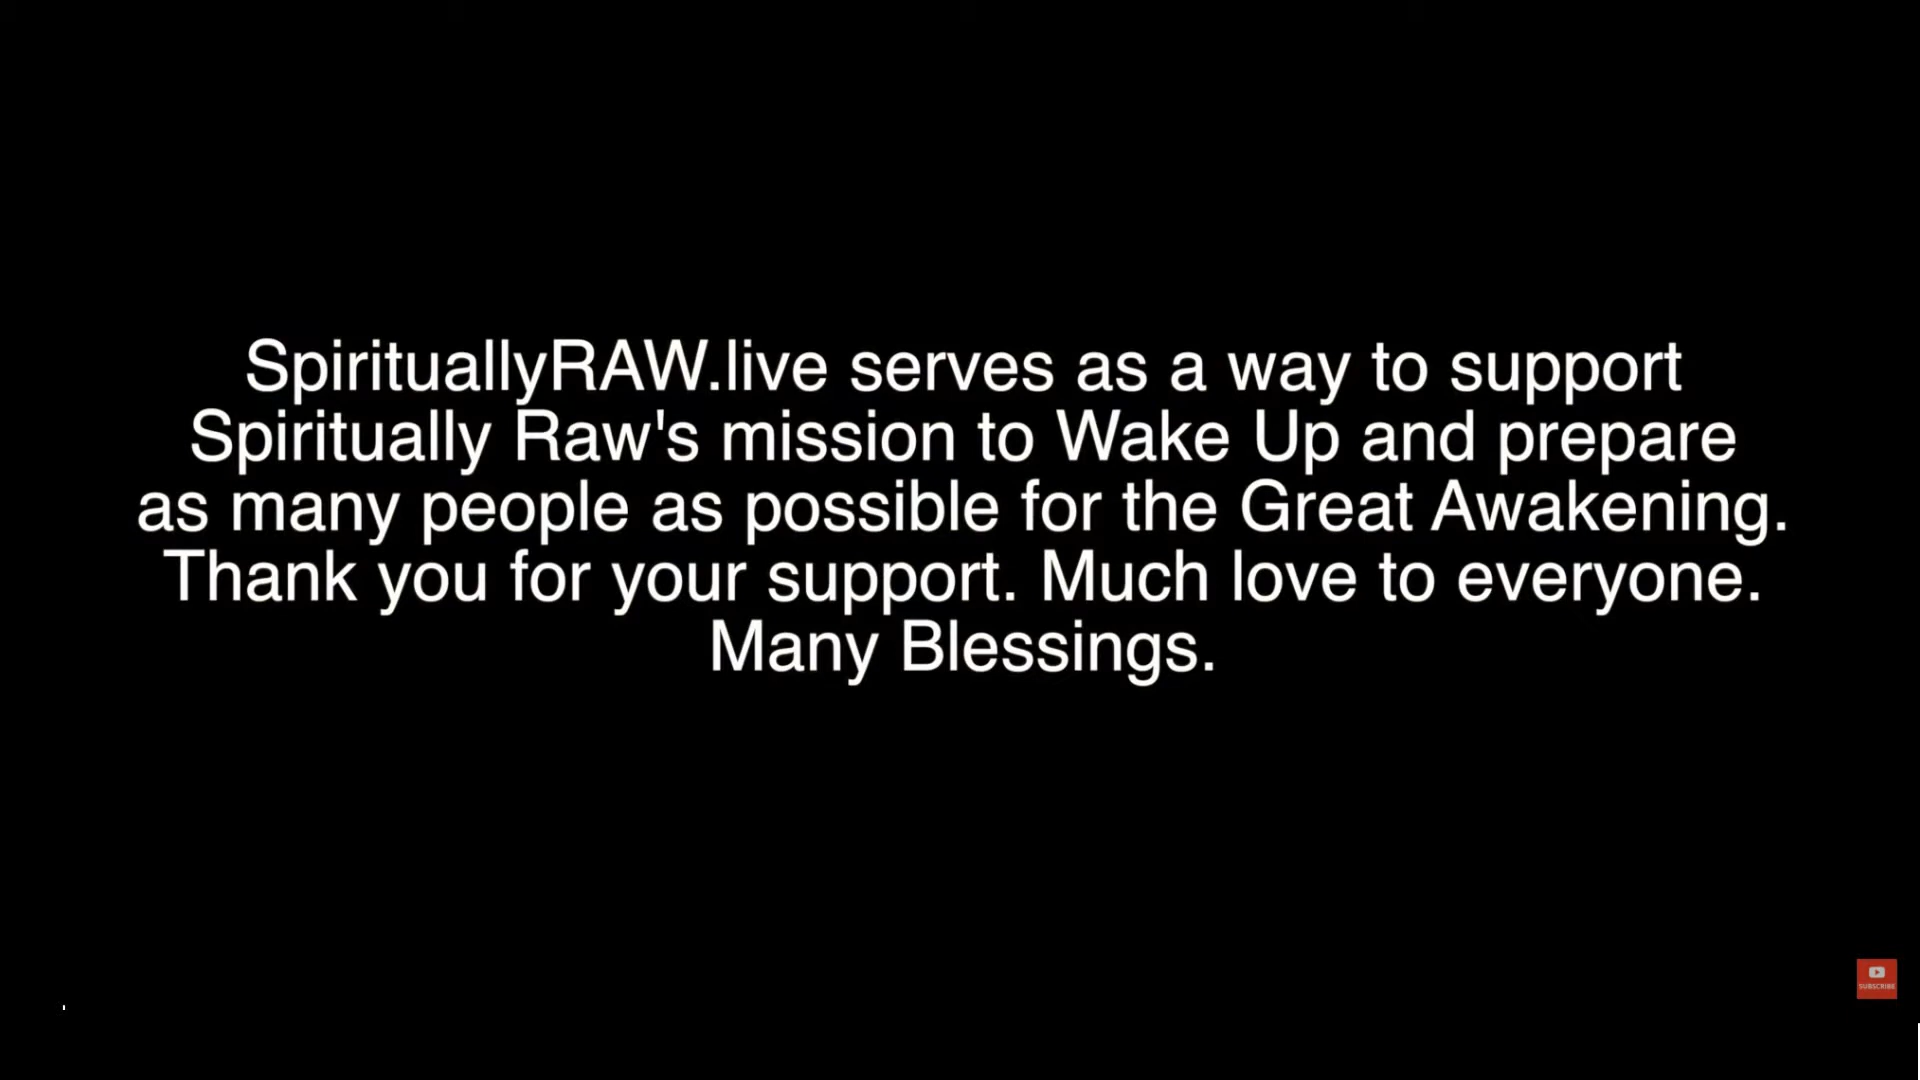 SpirituallyRAW.live serves as a way to support
Spiritually Raw's mission to Wake Up and prepare
as many people as possible for the Great Awakening.
Thank you for your support. Much love to everyone.
Many Blessings.
SUBSCRIBE